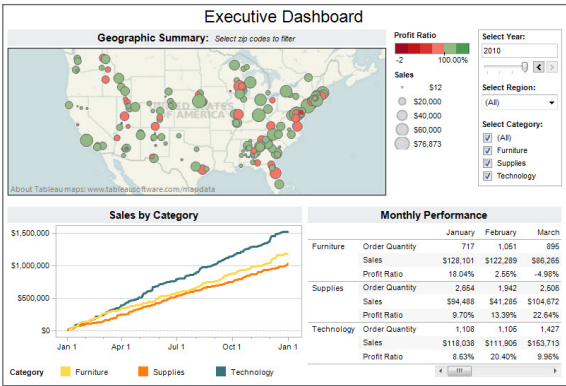 Executive Dashboard
Geographic Summary: Select zip codes to filter
UNITED STATES
OF AMERICA
About Tableau maps: www.tableausoftware.com/mapdata
Profit Ratio
-2 100.00%
Sales
$12
$20,000
$40,000
$60,000
$76,873
Select Year:
2010
Select Region:
(All)
Select Category:
(All)
Furniture
Supplies
Technology
Sales by Category
$1,500,000
$1,000,000
$500,000
$0
Jan 1 Apr 1 Jul 1 Oct 1 Jan 1
Category Furniture Supplies Technology
Monthly Performance
January February March
Furniture Order Quantity 717 1,051 895
Sales $128,101 $122,289 $86,265
Profit Ratio 18.04% 2.55% -4.98%
Supplies Order Quantity 2,654 1,942 2,506
Sales $94,488 $41,285 $104,672
Profit Ratio 9.70% 13.39% 22.64%
Technology Order Quantity 1,108 1,106 1,427
Sales $118,038 $111,906 $153,713
Profit Ratio 8.63% 20.40% 9.96%